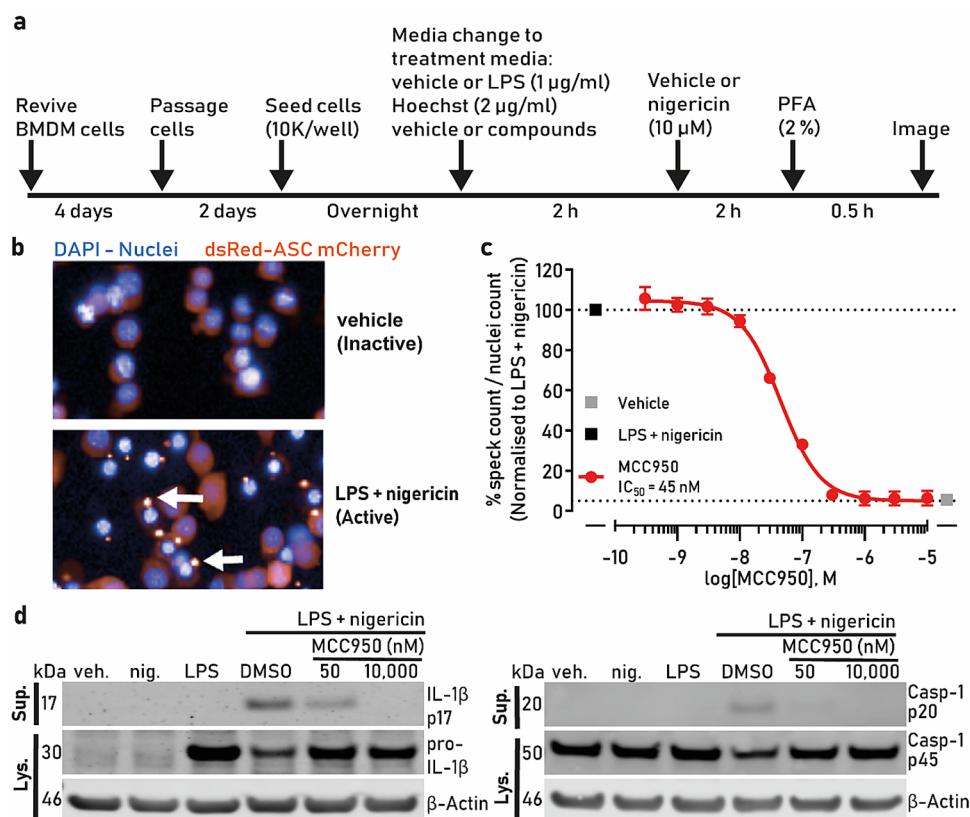 a
Media change to
treatment media:
vehicle or LPS (1 µg/ml)
Hoechst (2 µg/ml)
vehicle or compounds
Revive
BMDM cells
Passage
cells
Seed cells
(10K/well)
Vehicle or
nigericin
(10 µM)
PFA
(2 %)
Image
4 days
2 days
Overnight
2 h
2 h
0.5 h
b
DAPI - Nuclei
dsRed-ASC mCherry
vehicle
(Inactive)
LPS + nigericin
(Active)
c
% speck count / nuclei count
(Normalised to LPS + nigericin)
120
100
80
60
40
20
0
Vehicle
LPS + nigericin
MCC950
IC50 = 45 nM
-10 -9 -8 -7 -6 -5
log[MCC950], M
d
LPS + nigericin
MCC950 (nM)
kDa veh. nig. LPS DMSO 50 10,000
Sup. 17 IL-1β
p17
Lys. 30 pro-
IL-1β
46 β-Actin
LPS + nigericin
MCC950 (nM)
kDa veh. nig. LPS DMSO 50 10,000
Sup. 20 Casp-1
p20
Lys. 50 Casp-1
p45
46 β-Actin